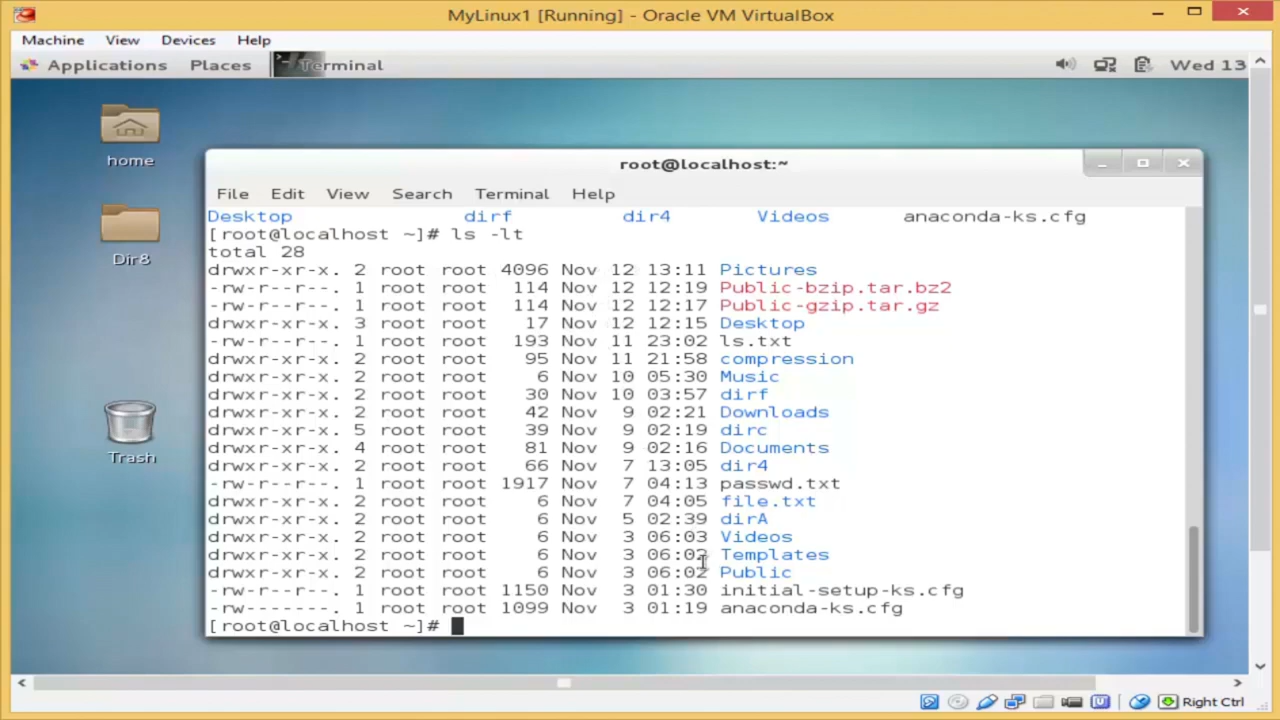 MyLinux1 [Running] - Oracle VM VirtualBox
Machine View Devices Help
Applications Places Terminal Wed 13
home
Dir8
Trash
root@localhost:~
File Edit View Search Terminal Help
Desktop dirf dir4 Videos anaconda-ks.cfg
[root@localhost ~]# ls -lt
total 28
drwxr-xr-x. 2 root root 4096 Nov 12 13:11 Pictures
-rw-r--r--. 1 root root 114 Nov 12 12:19 Public-bzip.tar.bz2
-rw-r--r--. 1 root root 114 Nov 12 12:17 Public-gzip.tar.gz
drwxr-xr-x. 3 root root 17 Nov 12 12:15 Desktop
-rw-r--r--. 1 root root 193 Nov 11 23:02 ls.txt
drwxr-xr-x. 2 root root 95 Nov 11 21:58 compression
drwxr-xr-x. 2 root root 6 Nov 10 05:30 Music
drwxr-xr-x. 2 root root 30 Nov 10 03:57 dirf
drwxr-xr-x. 2 root root 42 Nov 9 02:21 Downloads
drwxr-xr-x. 5 root root 39 Nov 9 02:19 dirc
drwxr-xr-x. 4 root root 81 Nov 9 02:16 Documents
drwxr-xr-x. 2 root root 66 Nov 7 13:05 dir4
-rw-r--r--. 1 root root 1917 Nov 7 04:13 passwd.txt
drwxr-xr-x. 2 root root 6 Nov 7 04:05 file.txt
drwxr-xr-x. 2 root root 6 Nov 5 02:39 dirA
drwxr-xr-x. 2 root root 6 Nov 3 06:03 Videos
drwxr-xr-x. 2 root root 6 Nov 3 06:02 Templates
drwxr-xr-x. 2 root root 6 Nov 3 06:02 Public
-rw-r--r--. 1 root root 1150 Nov 3 01:30 initial-setup-ks.cfg
-rw-------. 1 root root 1099 Nov 3 01:19 anaconda-ks.cfg
[root@localhost ~]#
Right Ctrl